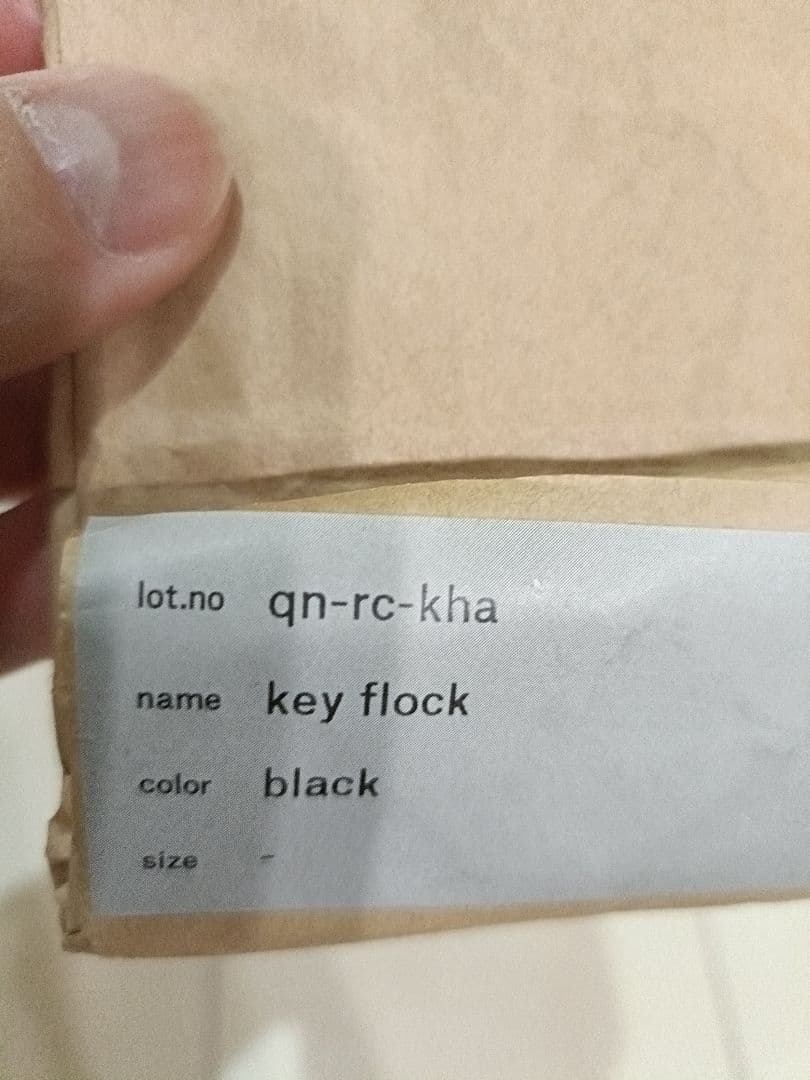 lot.no qn-rc-kha
name key flock
color black
size -